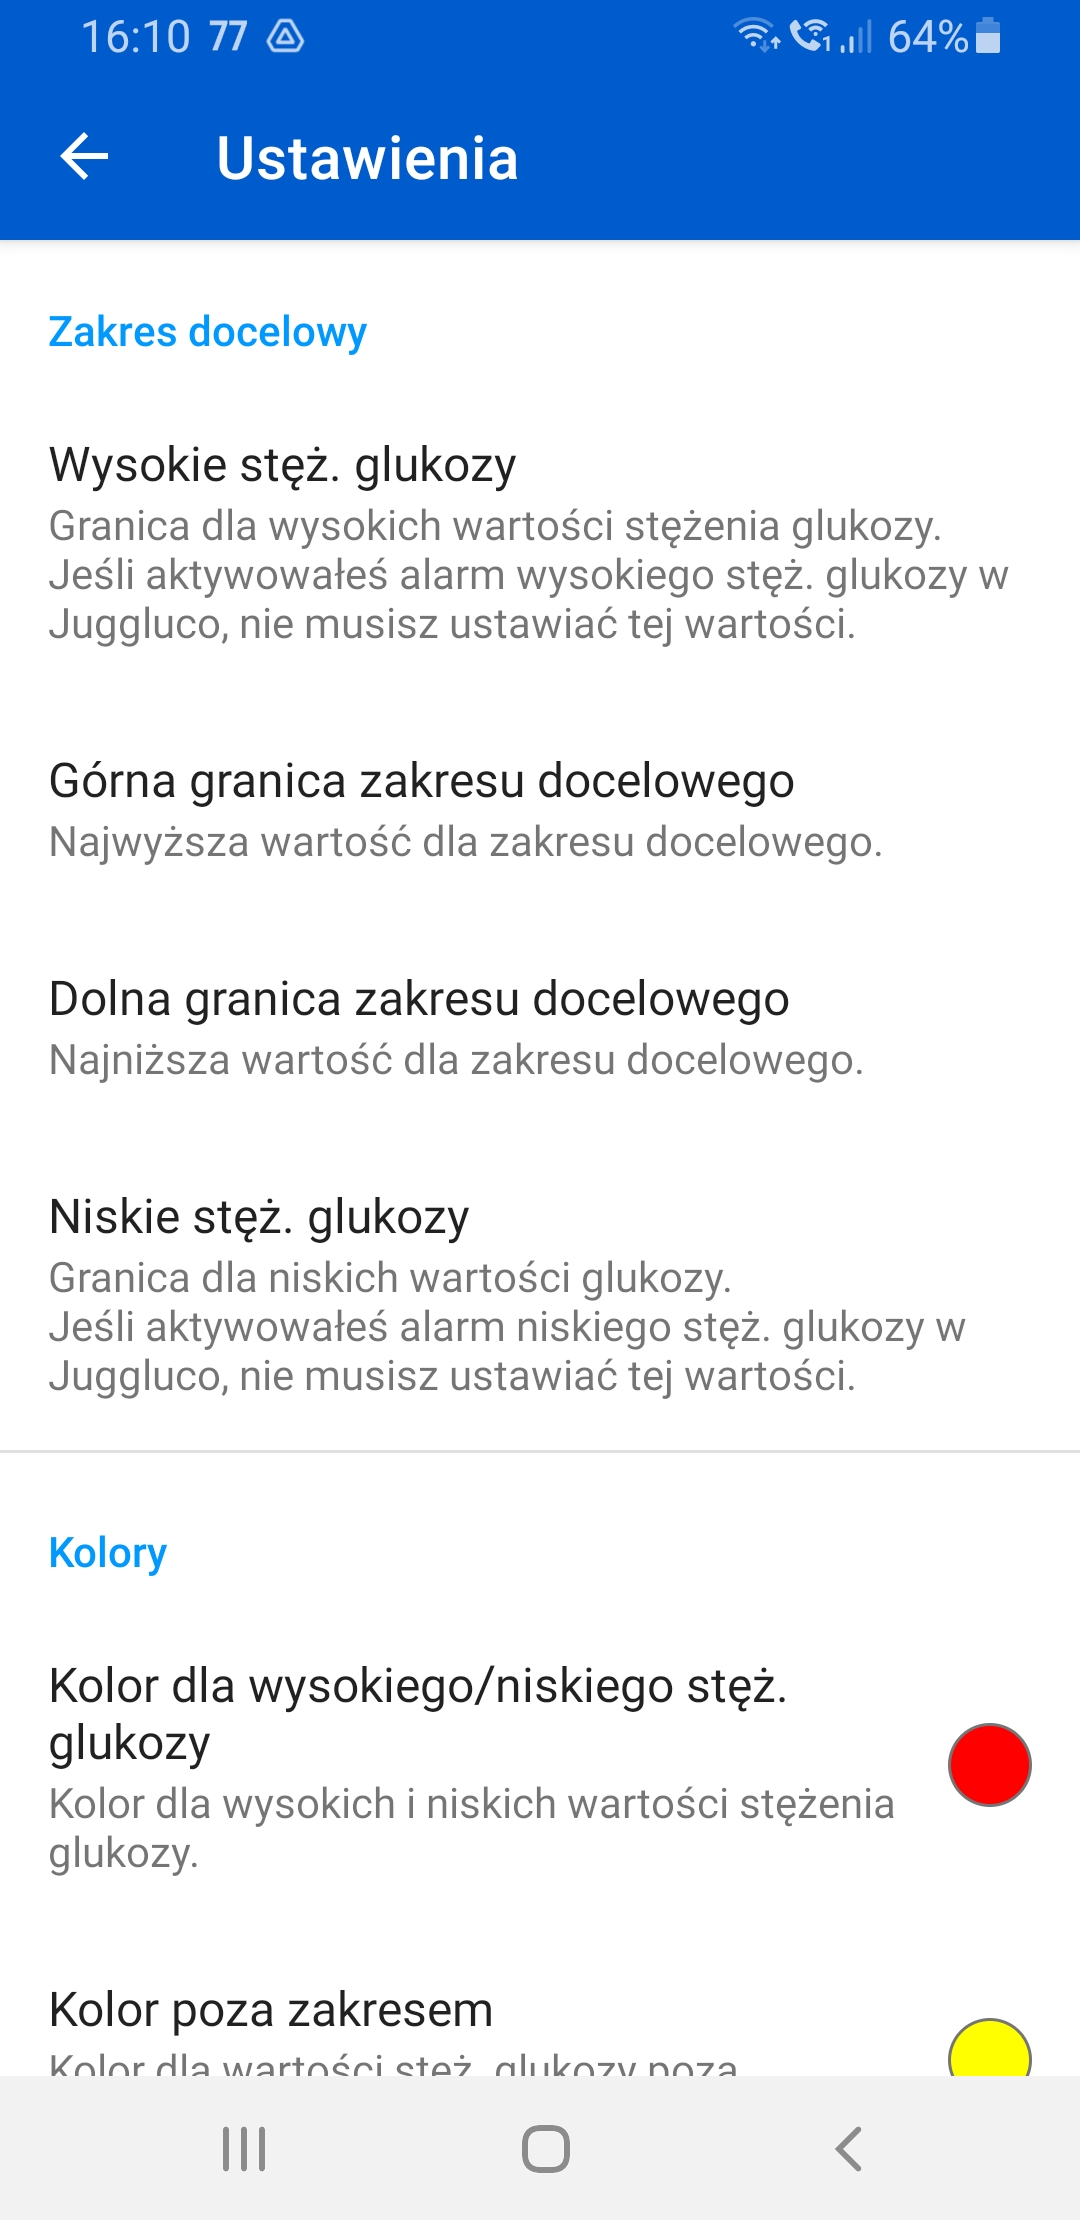 16:10 77 1 64%
Ustawienia
Zakres docelowy
Wysokie stęż. glukozy
Granica dla wysokich wartości stężenia glukozy.
Jeśli aktywowałeś alarm wysokiego stęż. glukozy w
Juggluco, nie musisz ustawiać tej wartości.
Górna granica zakresu docelowego
Najwyższa wartość dla zakresu docelowego.
Dolna granica zakresu docelowego
Najniższa wartość dla zakresu docelowego.
Niskie stęż. glukozy
Granica dla niskich wartości glukozy.
Jeśli aktywowałeś alarm niskiego stęż. glukozy w
Juggluco, nie musisz ustawiać tej wartości.
Kolory
Kolor dla wysokiego/niskiego stęż.
glukozy
Kolor dla wysokich i niskich wartości stężenia
glukozy.
Kolor poza zakresem
Kolor dla wartości stęż. glukozy poza